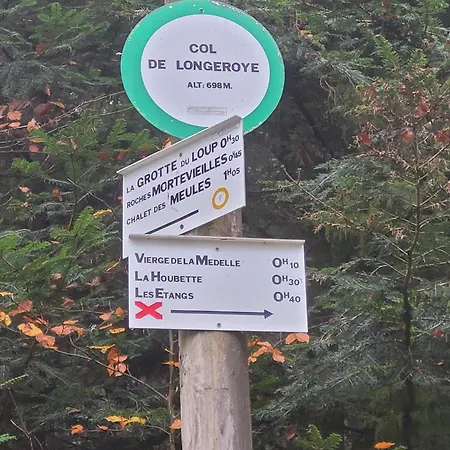 COL
DE LONGEROYE
ALT: 698 M.
LA GROTTE DU LOUP 0H30
ROCHES MORTEVIEILLES 0H45
CHALET DES MEULES 1H05
VIERGE DE LA MEDELLE 0H10
LA HOUBETTE 0H30
LES ETANGS 0H40